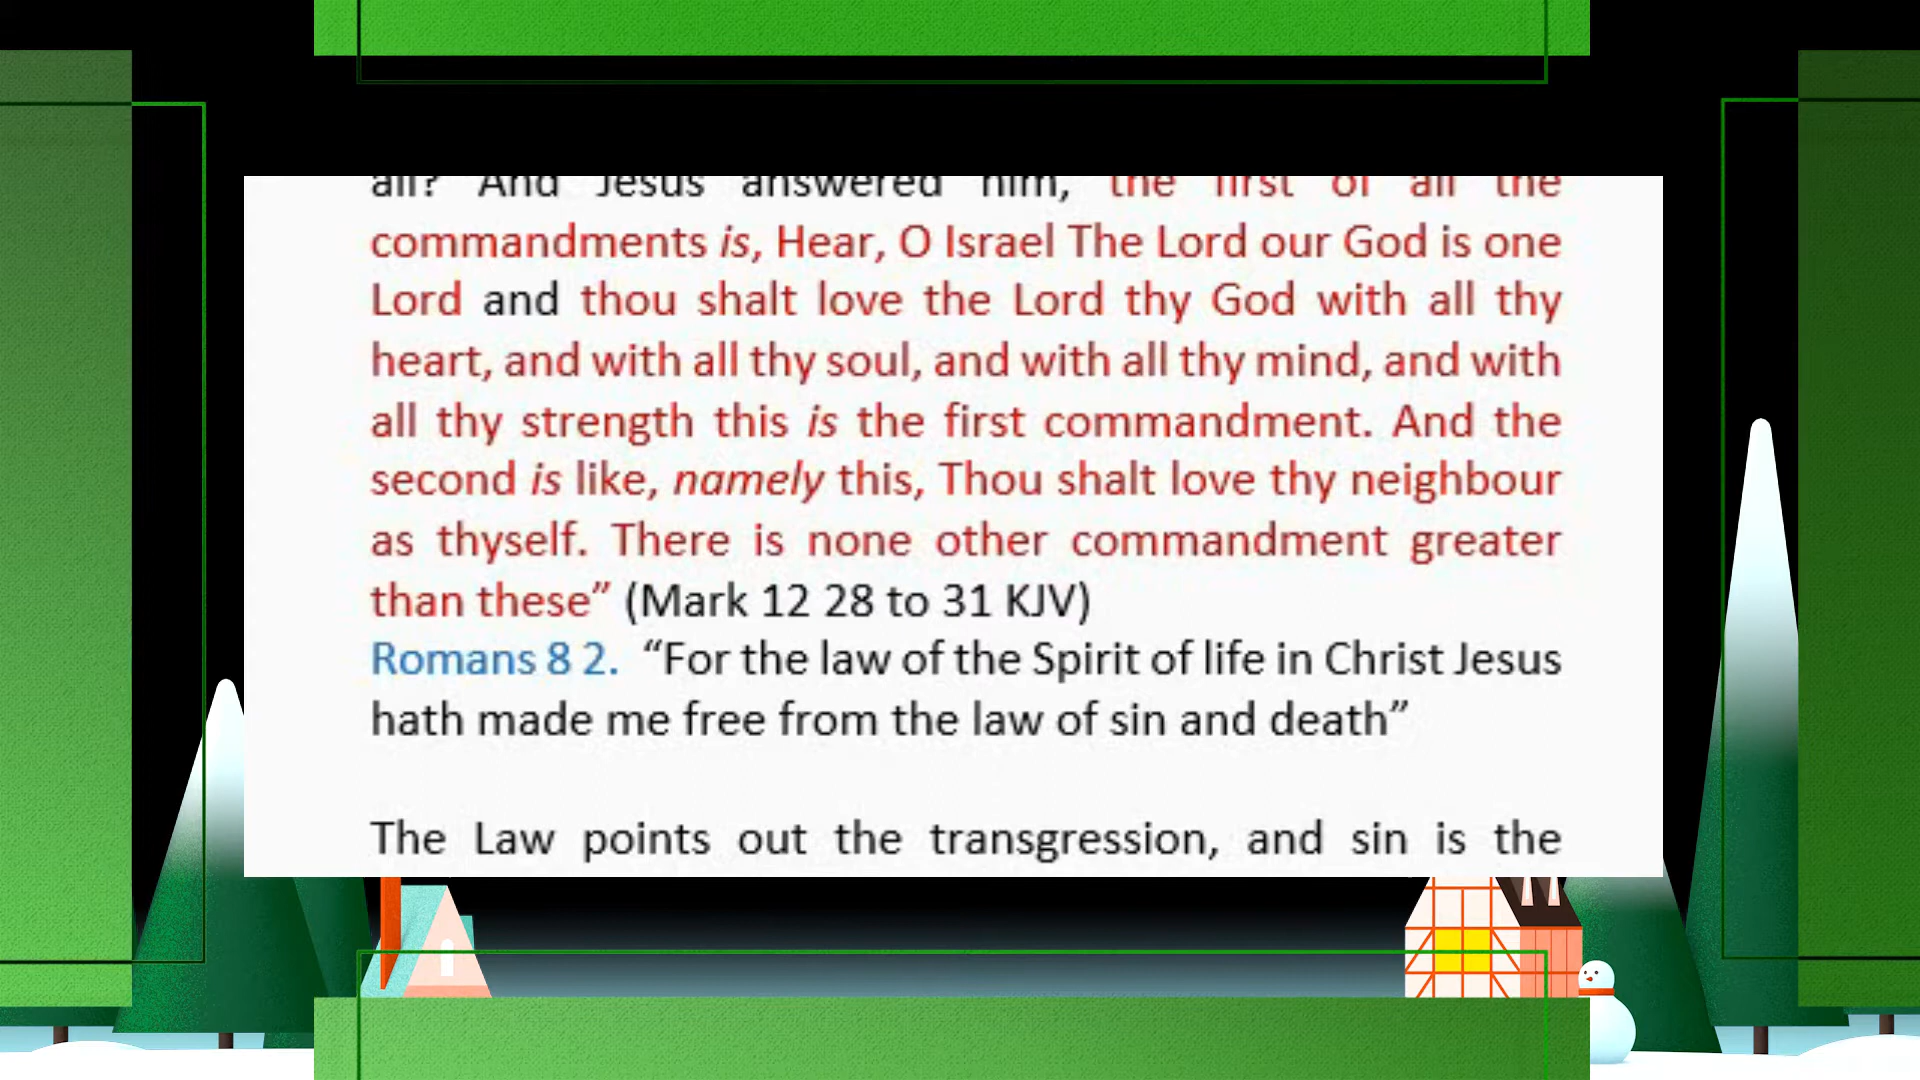 all? And Jesus answered him, the first of all the
commandments is, Hear, O Israel The Lord our God is one
Lord and thou shalt love the Lord thy God with all thy
heart, and with all thy soul, and with all thy mind, and with
all thy strength this is the first commandment. And the
second is like, namely this, Thou shalt love thy neighbour
as thyself. There is none other commandment greater
than these” (Mark 12 28 to 31 KJV)
Romans 8 2. “For the law of the Spirit of life in Christ Jesus
hath made me free from the law of sin and death”
The Law points out the transgression, and sin is the